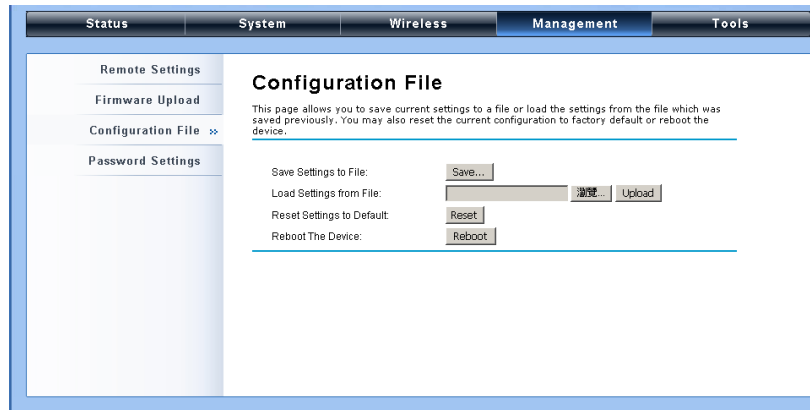 Status System Wireless Management Tools
Remote Settings
Firmware Upload
Configuration File »
Password Settings
Configuration File
This page allows you to save current settings to a file or load the settings from the file which was
saved previously. You may also reset the current configuration to factory default or reboot the
device.
Save Settings to File: Save...
Load Settings from File: 瀏覽... Upload
Reset Settings to Default: Reset
Reboot The Device: Reboot